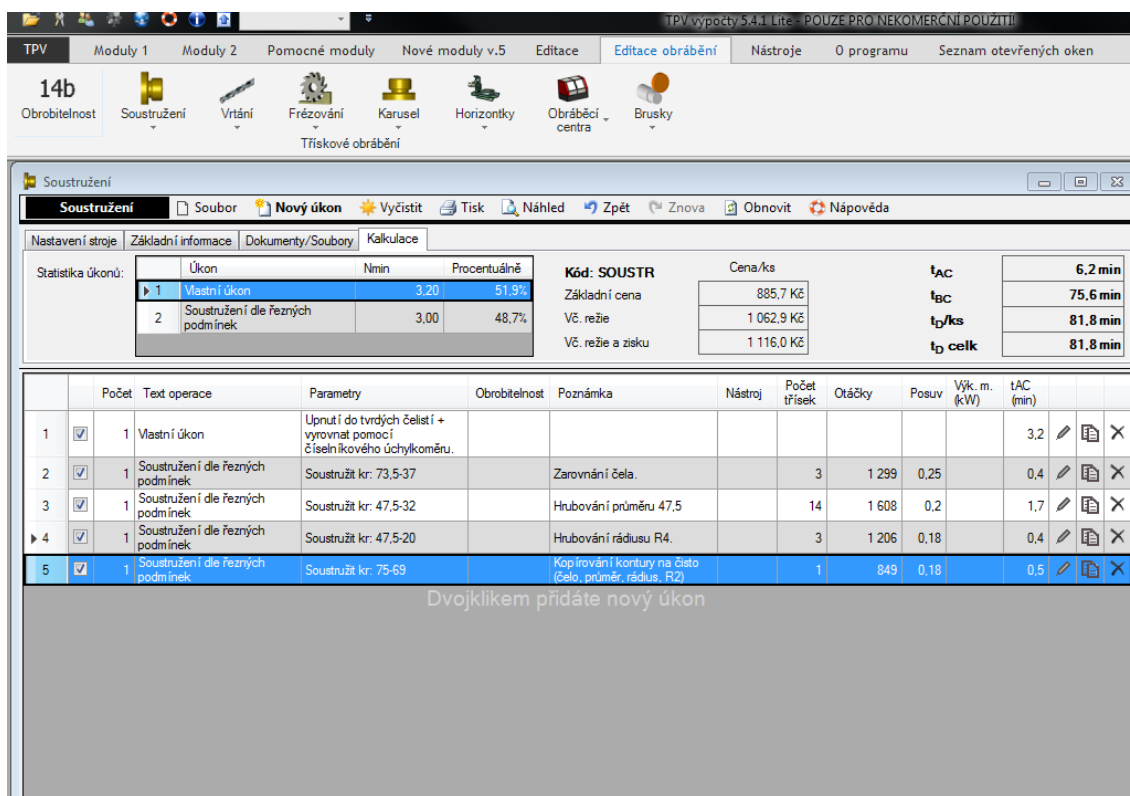 TPV výpočty 5.4.1 Lite - POUZE PRO NEKOMERČNÍ POUŽITÍ!
TPV Moduly 1 Moduly 2 Pomocné moduly Nové moduly v.5 Editace Editace obrábění Nástroje O programu Seznam otevřených oken
14b
Obrobitelnost Soustružení Vrtání Frézování Karusel Horizontky Obráběcí centra Brusky
Třískové obrábění
Soustružení
Soustružení Soubor Nový úkon Vyčistit Tisk Náhled Zpět Znova Obnovit Nápověda
Nastavení stroje Základní informace Dokumenty/Soubory Kalkulace
Statistika úkonů:
Úkon Nmin Procentuálně
1 Vlastní úkon 3,20 51,9%
2 Soustružení dle řezných podmínek 3,00 48,7%
Kód: SOUSTR Cena/ks
Základní cena 885,7 Kč
Vč. režie 1 062,9 Kč
Vč. režie a zisku 1 116,0 Kč
tAC 6,2 min
tBC 75,6 min
tD/ks 81,8 min
tD celk 81,8 min
Počet Text operace Parametry Obrobitelnost Poznámka Nástroj Počet třísek Otáčky Posuv Výk. m. (kW) tAC (min)
1 1 Vlastní úkon Upnutí do tvrdých čelistí + vyrovnat pomocí číselníkového úchylkoměru. 3,2
2 1 Soustružení dle řezných podmínek Soustružit kr: 73,5-37 Zarovnání čela. 3 1 299 0,25 0,4
3 1 Soustružení dle řezných podmínek Soustružit kr: 47,5-32 Hrubování průměru 47,5 14 1 608 0,2 1,7
4 1 Soustružení dle řezných podmínek Soustružit kr: 47,5-20 Hrubování rádiusu R4. 3 1 206 0,18 0,4
5 1 Soustružení dle řezných podmínek Soustružit kr: 75-69 Kopírování kontury na čisto (čelo, průměr, rádius, R2) 1 849 0,18 0,5
Dvojklikem přidáte nový úkon